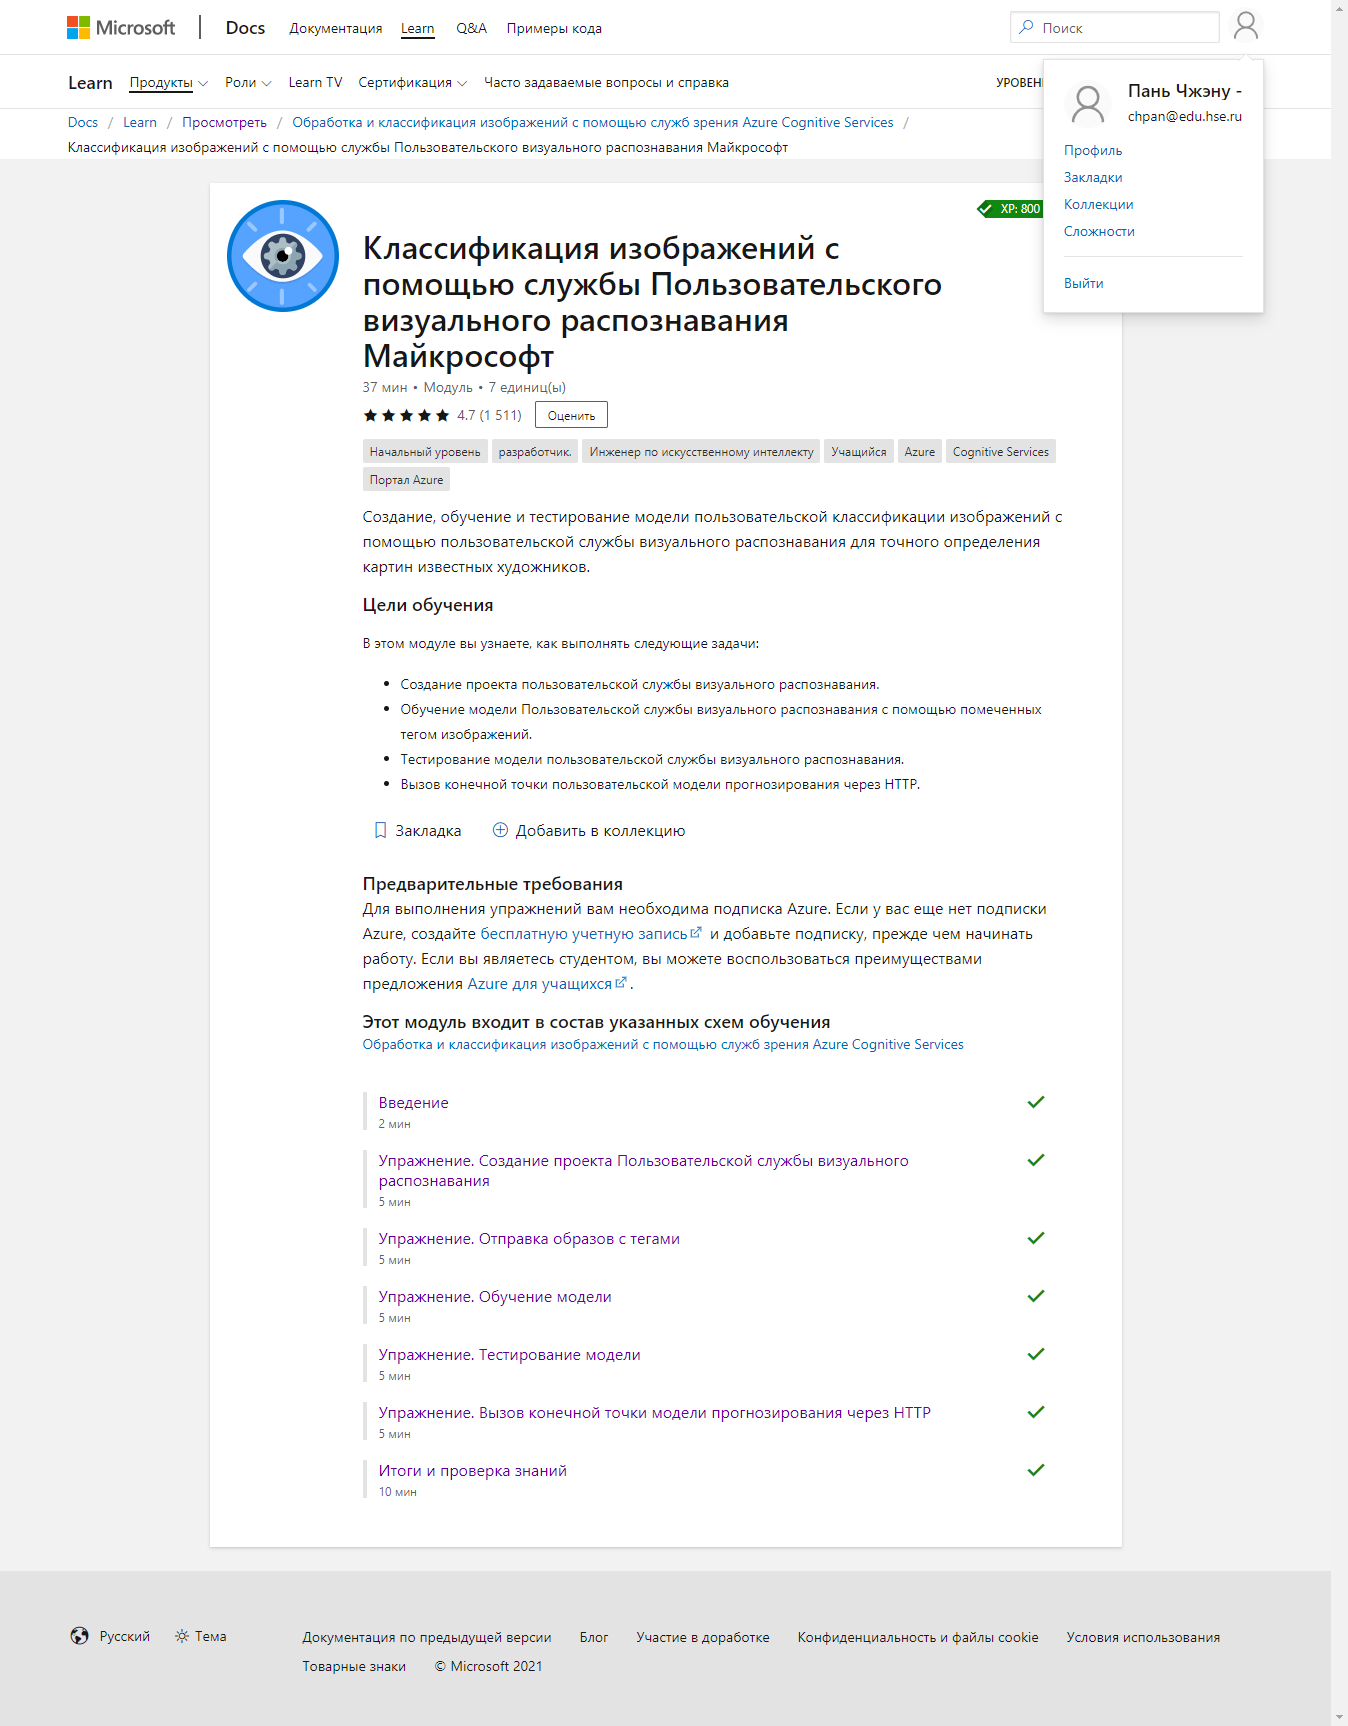 Microsoft Docs Документация Learn Q&A Примеры кода Поиск
Learn Продукты Роли Learn TV Сертификация Часто задаваемые вопросы и справка
Пань Чжэну -
chpan@edu.hse.ru
Профиль
Закладки
Коллекции
Сложности
Выйти
Docs / Learn / Просмотреть / Обработка и классификация изображений с помощью служб зрения Azure Cognitive Services /
Классификация изображений с помощью службы Пользовательского визуального распознавания Майкрософт
XP: 800
Классификация изображений с
помощью службы Пользовательского
визуального распознавания
Майкрософт
37 мин • Модуль • 7 единиц(ы)
4.7 (1 511) Оценить
Начальный уровень разработчик. Инженер по искусственному интеллекту Учащийся Azure Cognitive Services
Портал Azure
Создание, обучение и тестирование модели пользовательской классификации изображений с
помощью пользовательской службы визуального распознавания для точного определения
картин известных художников.
Цели обучения
В этом модуле вы узнаете, как выполнять следующие задачи:
• Создание проекта пользовательской службы визуального распознавания.
• Обучение модели Пользовательской службы визуального распознавания с помощью помеченных
тегом изображений.
• Тестирование модели пользовательской службы визуального распознавания.
• Вызов конечной точки пользовательской модели прогнозирования через HTTP.
Закладка Добавить в коллекцию
Предварительные требования
Для выполнения упражнений вам необходима подписка Azure. Если у вас еще нет подписки
Azure, создайте бесплатную учетную запись и добавьте подписку, прежде чем начинать
работу. Если вы являетесь студентом, вы можете воспользоваться преимуществами
предложения Azure для учащихся.
Этот модуль входит в состав указанных схем обучения
Обработка и классификация изображений с помощью служб зрения Azure Cognitive Services
Введение
2 мин
Упражнение. Создание проекта Пользовательской службы визуального
распознавания
5 мин
Упражнение. Отправка образов с тегами
5 мин
Упражнение. Обучение модели
5 мин
Упражнение. Тестирование модели
5 мин
Упражнение. Вызов конечной точки модели прогнозирования через HTTP
5 мин
Итоги и проверка знаний
10 мин
Русский Тема
Документация по предыдущей версии Блог Участие в доработке Конфиденциальность и файлы cookie Условия использования
Товарные знаки © Microsoft 2021